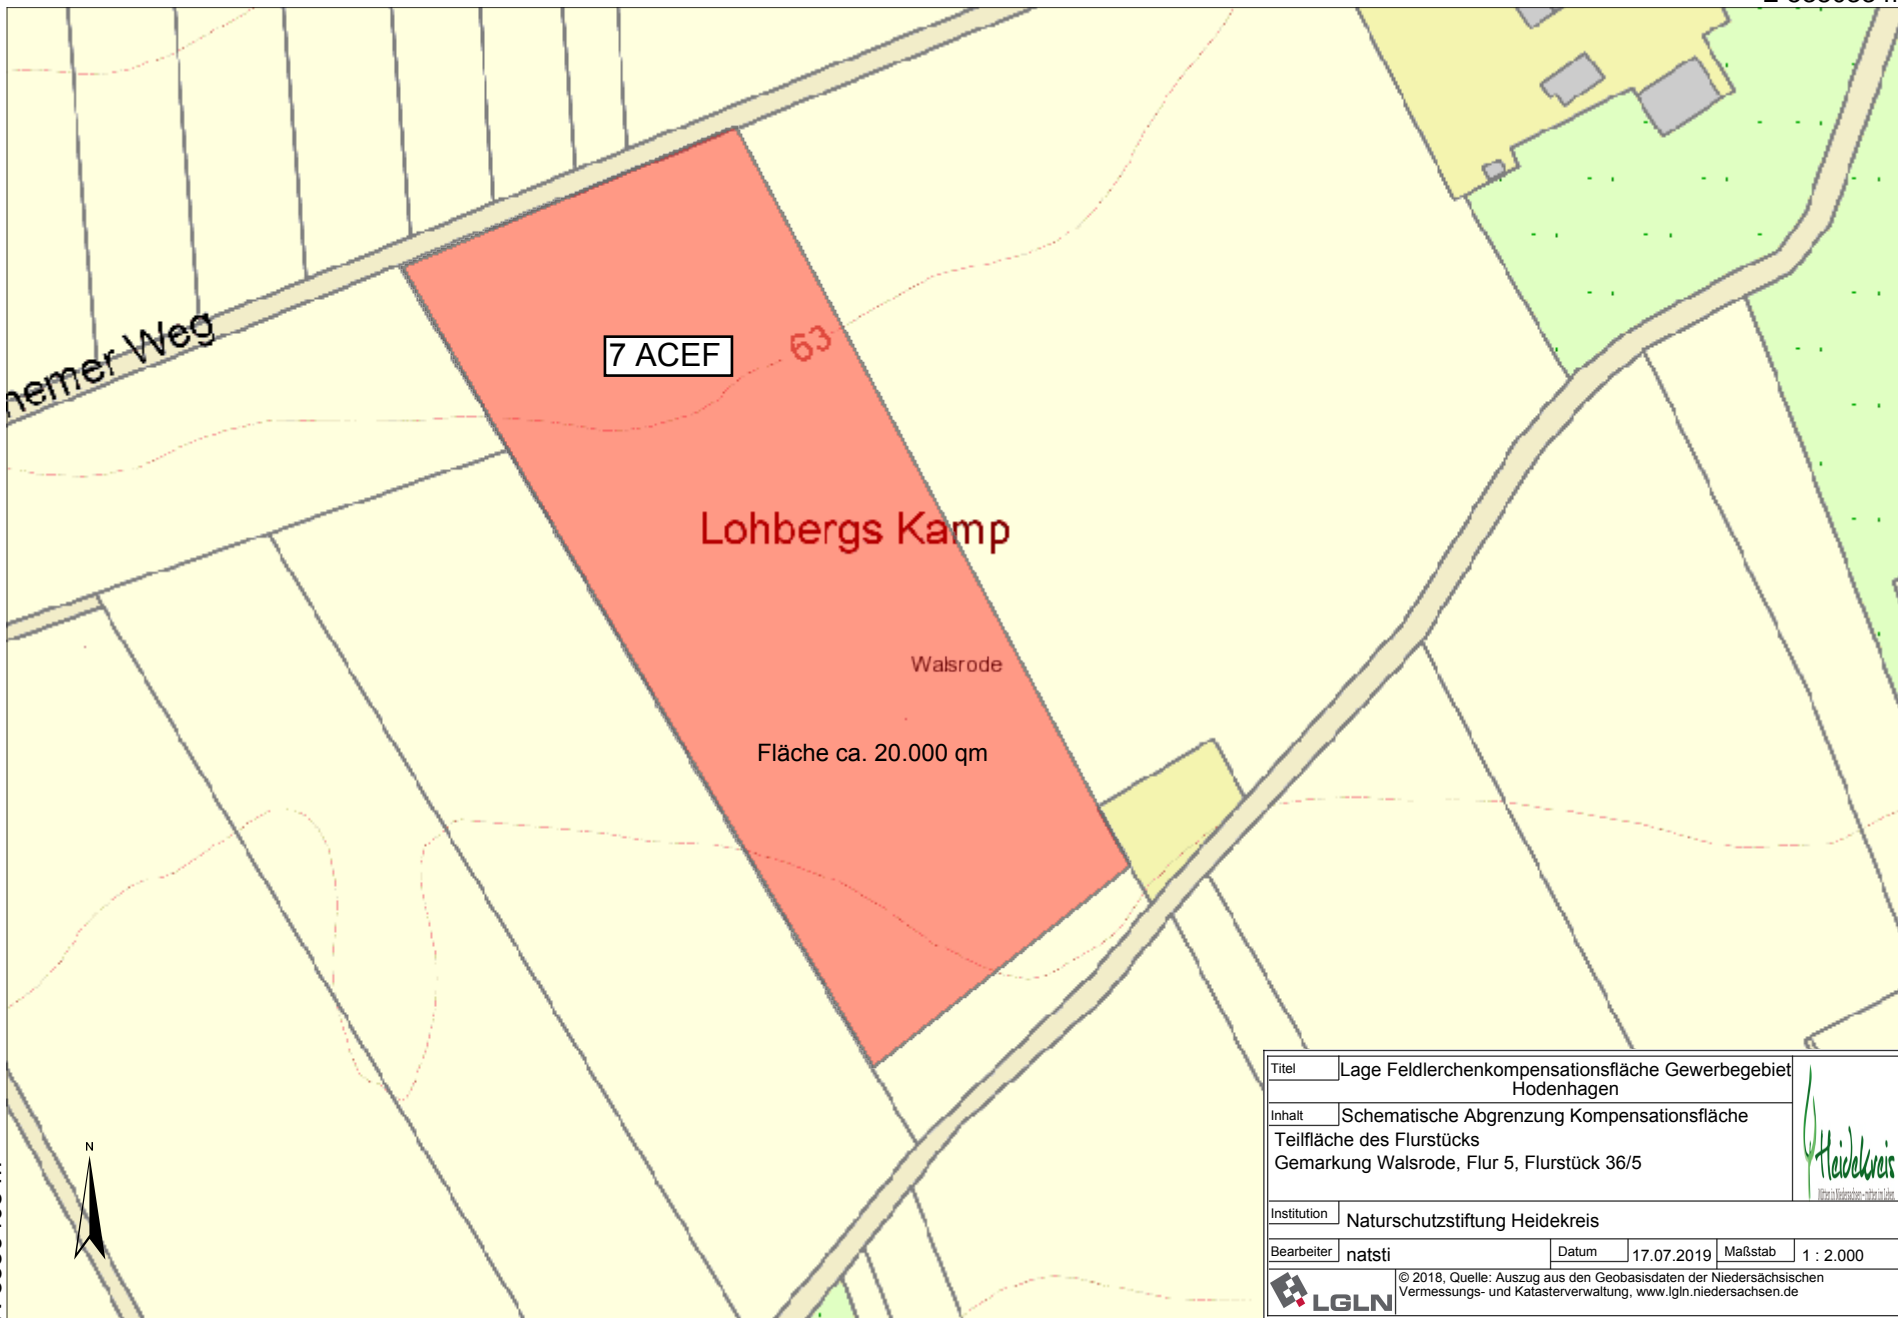 hemer Weg
7 ACEF
63
Lohbergs Kamp
Walsrode
Fläche ca. 20.000 qm
N
Titel
Lage Feldlerchenkompensationsfläche Gewerbegebiet
Hodenhagen
Inhalt
Schematische Abgrenzung Kompensationsfläche
Teilfläche des Flurstücks
Gemarkung Walsrode, Flur 5, Flurstück 36/5
Heidekreis
Institution
Naturschutzstiftung Heidekreis
Bearbeiter
natsti
Datum
17.07.2019
Maßstab
1 : 2.000
LGLN
© 2018, Quelle: Auszug aus den Geobasisdaten der Niedersächsischen
Vermessungs- und Katasterverwaltung, www.lgln.niedersachsen.de